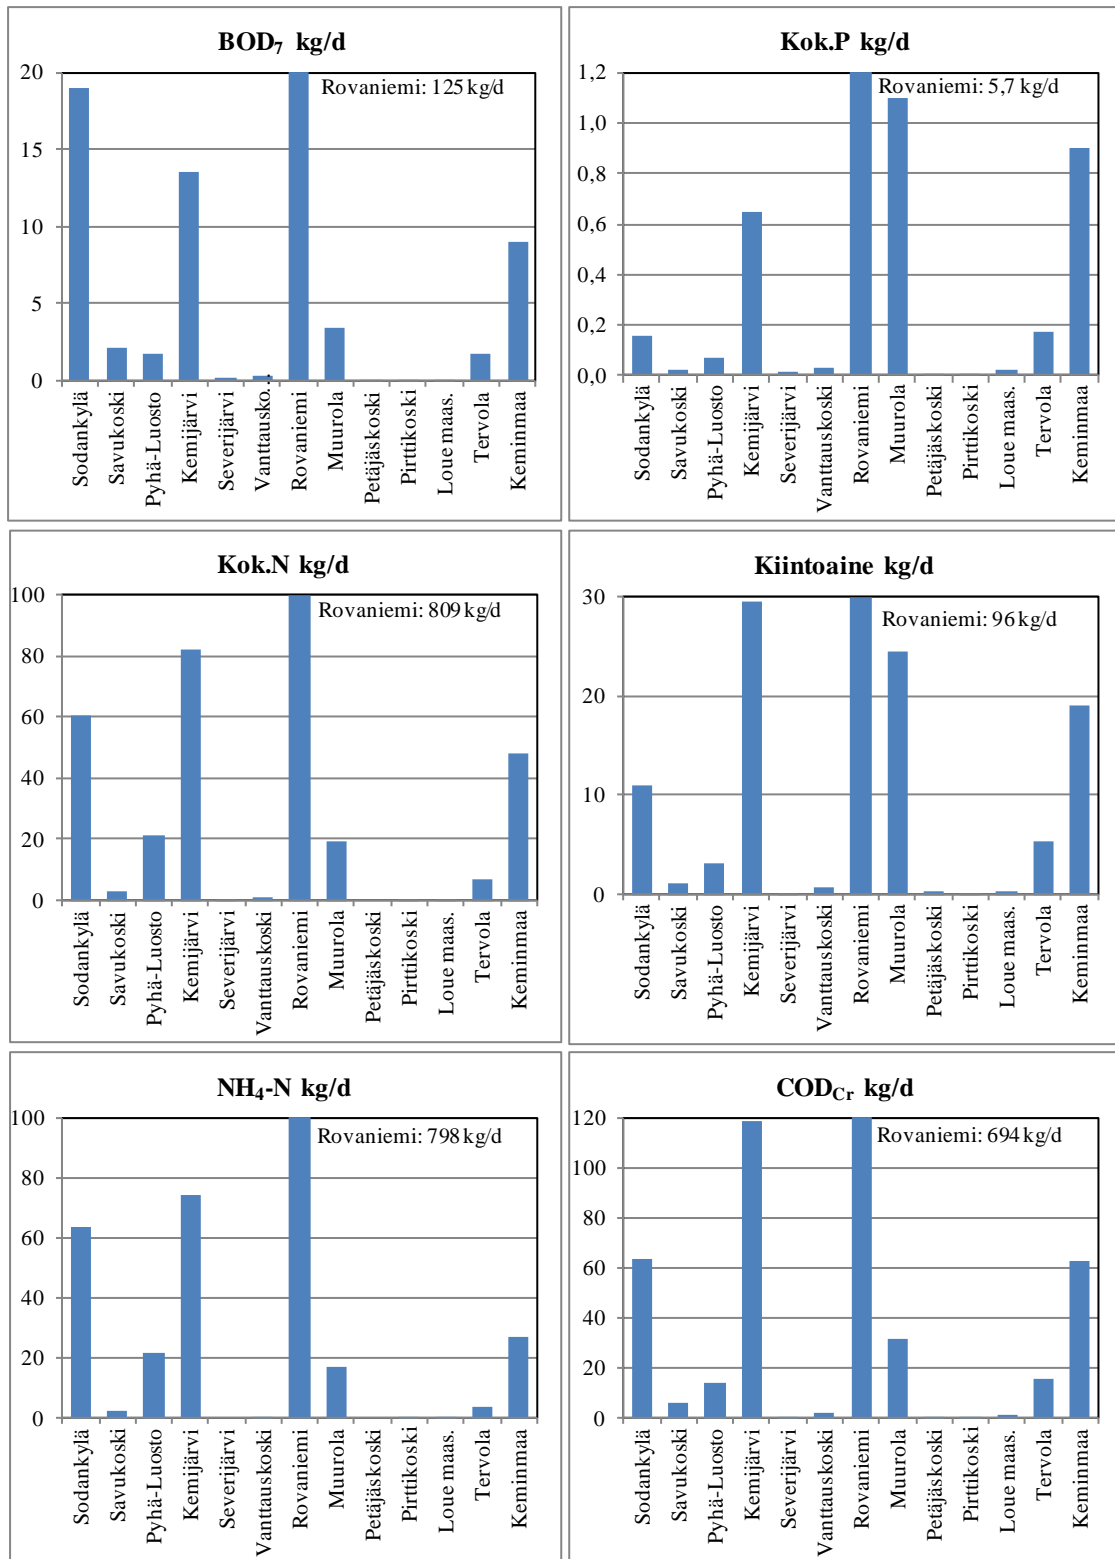 BOD₇ kg/d
Rovaniemi: 125 kg/d
20
15
10
5
0
Sodankylä
Savukoski
Pyhä-Luosto
Kemijärvi
Severijärvi
Vanttausko..
Rovaniemi
Muurola
Petäjäskoski
Pirttikoski
Loue maas.
Tervola
Keminmaa
Kok.P kg/d
Rovaniemi: 5,7 kg/d
1,2
1,0
0,8
0,6
0,4
0,2
0,0
Sodankylä
Savukoski
Pyhä-Luosto
Kemijärvi
Severijärvi
Vanttauskoski
Rovaniemi
Muurola
Petäjäskoski
Pirttikoski
Loue maas.
Tervola
Keminmaa
Kok.N kg/d
Rovaniemi: 809 kg/d
100
80
60
40
20
0
Sodankylä
Savukoski
Pyhä-Luosto
Kemijärvi
Severijärvi
Vanttauskoski
Rovaniemi
Muurola
Petäjäskoski
Pirttikoski
Loue maas.
Tervola
Keminmaa
Kiintoaine kg/d
Rovaniemi: 96 kg/d
30
20
10
0
Sodankylä
Savukoski
Pyhä-Luosto
Kemijärvi
Severijärvi
Vanttauskoski
Rovaniemi
Muurola
Petäjäskoski
Pirttikoski
Loue maas.
Tervola
Keminmaa
NH₄-N kg/d
Rovaniemi: 798 kg/d
100
80
60
40
20
0
Sodankylä
Savukoski
Pyhä-Luosto
Kemijärvi
Severijärvi
Vanttauskoski
Rovaniemi
Muurola
Petäjäskoski
Pirttikoski
Loue maas.
Tervola
Keminmaa
COD_Cr kg/d
Rovaniemi: 694 kg/d
120
100
80
60
40
20
0
Sodankylä
Savukoski
Pyhä-Luosto
Kemijärvi
Severijärvi
Vanttauskoski
Rovaniemi
Muurola
Petäjäskoski
Pirttikoski
Loue maas.
Tervola
Keminmaa